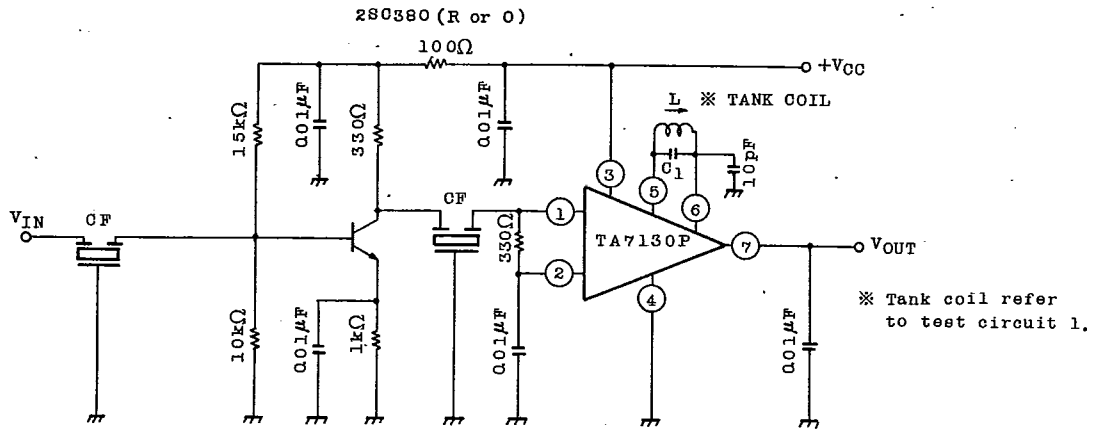 2SC380 (R or O)
100Ω
+VCC
L ※ TANK COIL
15kΩ
0.01μF
330Ω
0.01μF
C1
10pF
3
5
6
VIN
CF
CF
1
330Ω
TA7130P
7
VOUT
2
4
※ Tank coil refer
to test circuit 1.
10kΩ
0.01μF
1kΩ
0.01μF
0.01μF